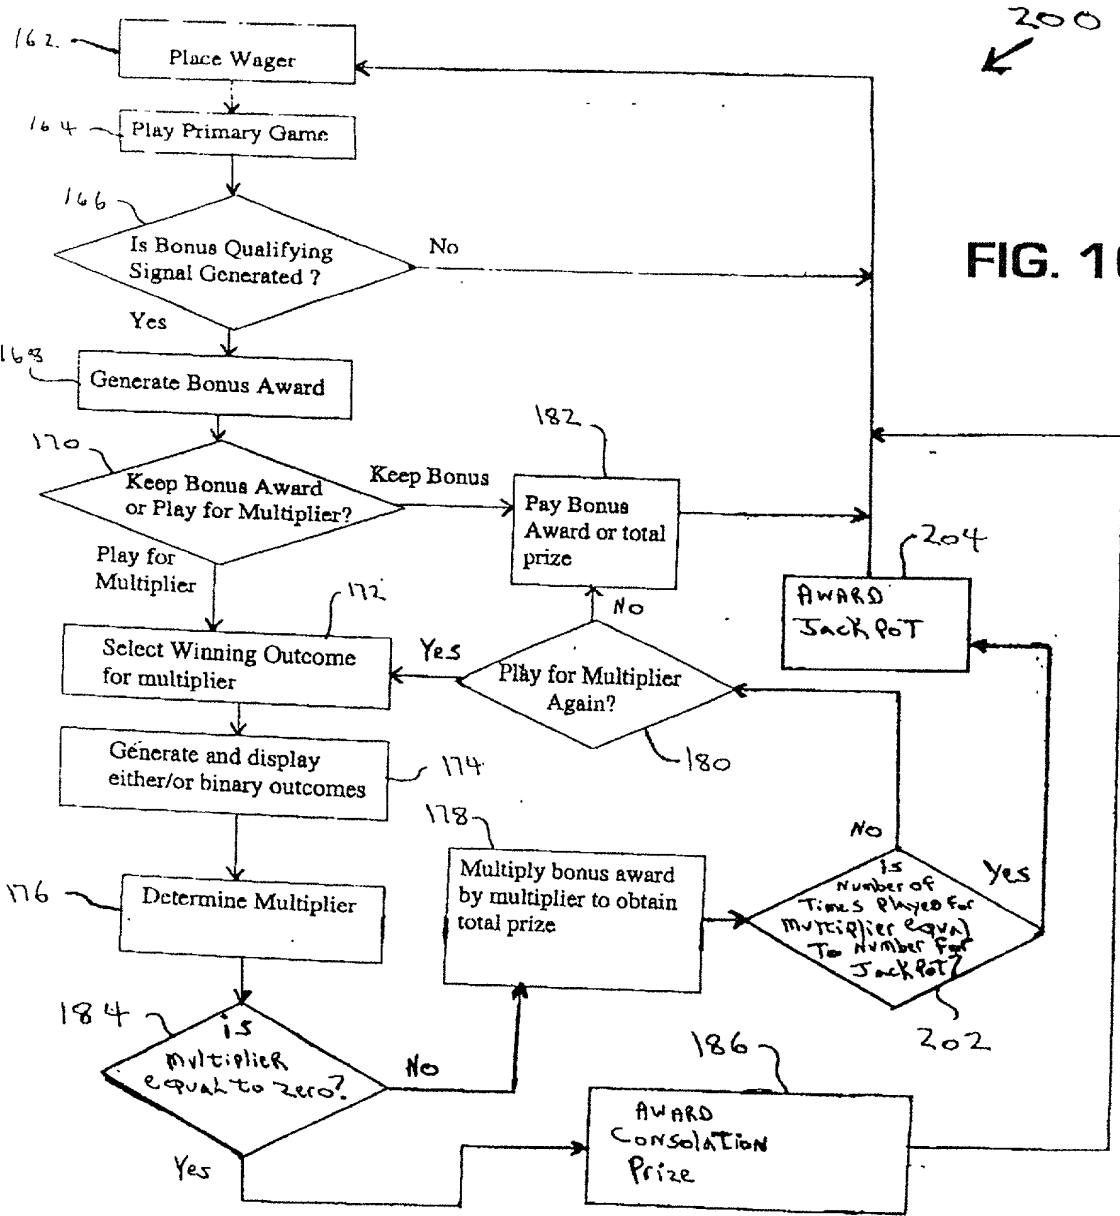 200
162
Place Wager
164
Play Primary Game
166
Is Bonus Qualifying
Signal Generated ?
No
FIG. 10
Yes
168
Generate Bonus Award
170
Keep Bonus Award
or Play for Multiplier?
Keep Bonus
182
Pay Bonus
Award or total
prize
Play for
Multiplier
204
AWARD
JackPOT
172
Select Winning Outcome
for multiplier
Yes
No
Play for Multiplier
Again?
180
Generate and display
either/or binary outcomes
174
178
Multiply bonus award
by multiplier to obtain
total prize
No
Yes
is
Number of
Times Played for
Multiplier equal
To Number for
JackPot?
202
176
Determine Multiplier
184
is
Multiplier
equal to zero?
No
Yes
186
AWARD
Consolation
Prize